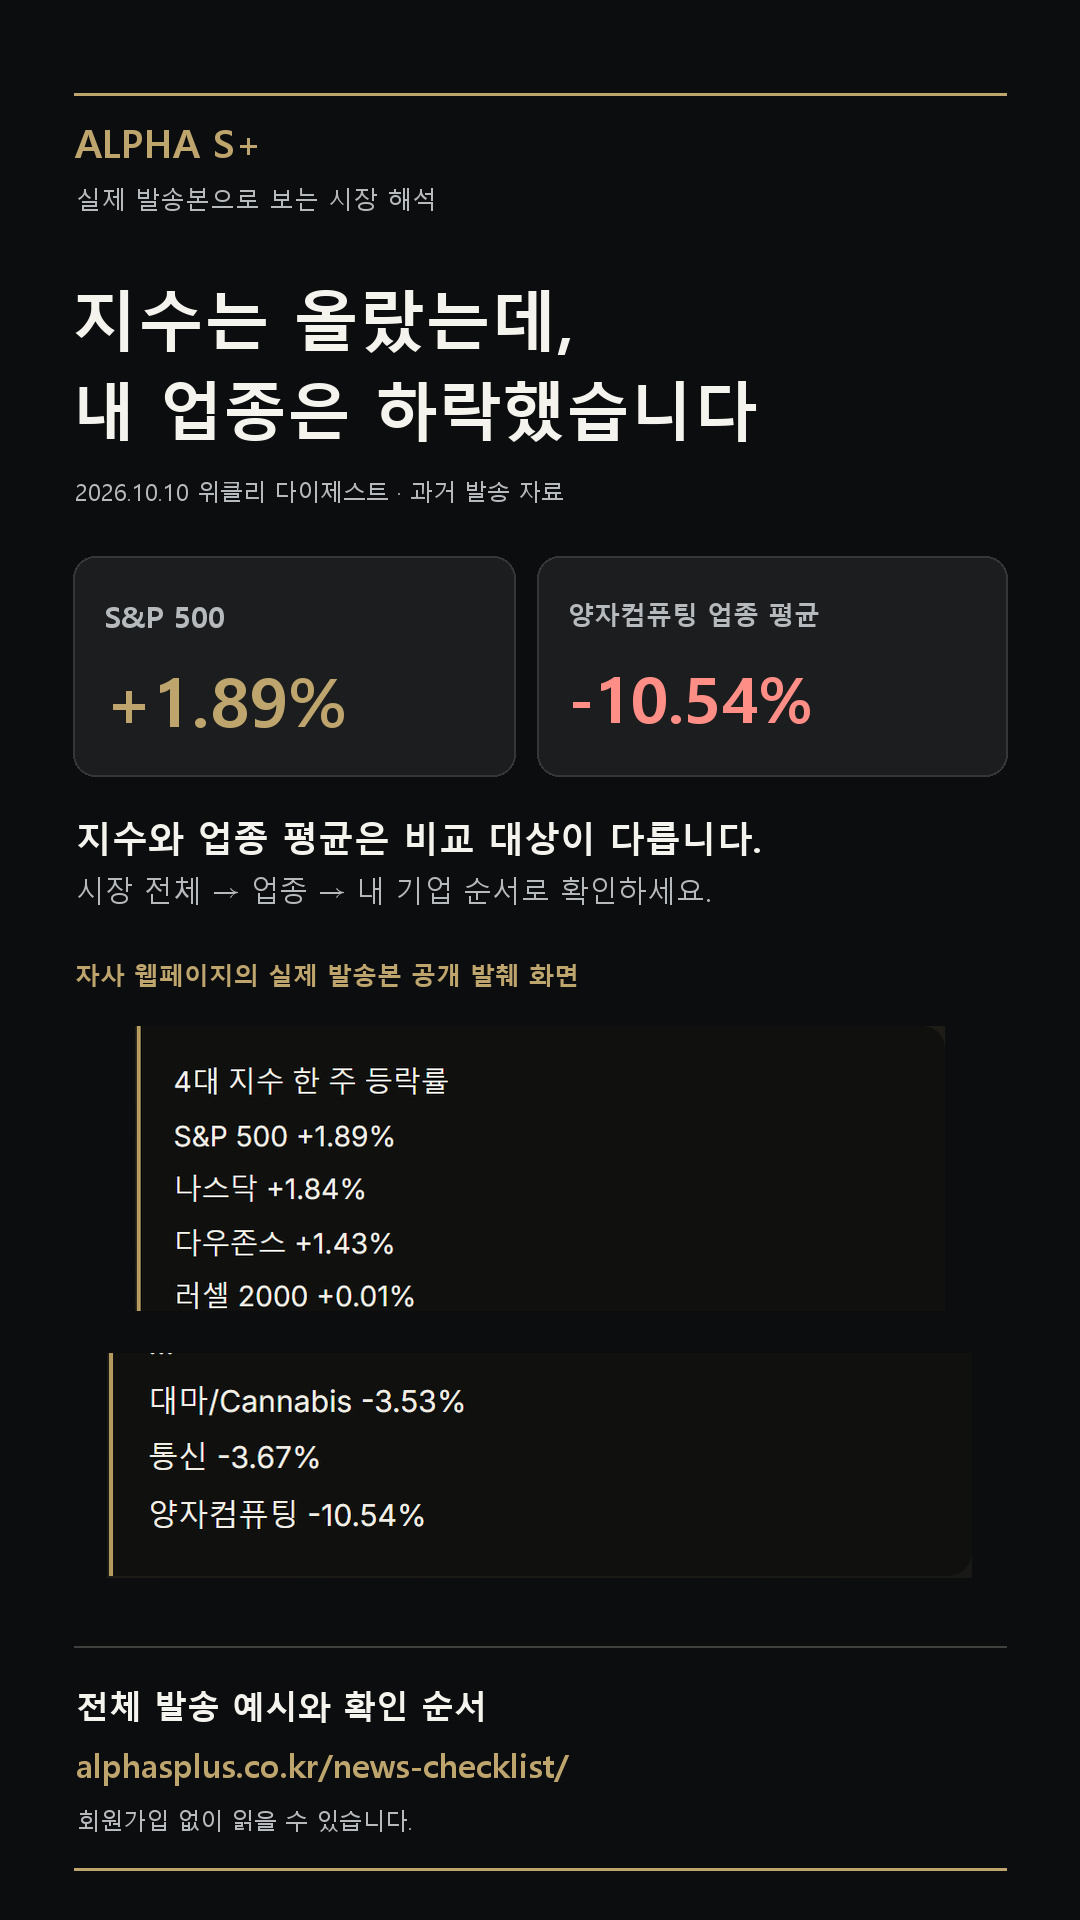 ALPHA S+
실제 발송본으로 보는 시장 해석
지수는 올랐는데,
내 업종은 하락했습니다
2026.10.10 위클리 다이제스트 · 과거 발송 자료
S&P 500
+1.89%
양자컴퓨팅 업종 평균
-10.54%
지수와 업종 평균은 비교 대상이 다릅니다.
시장 전체 → 업종 → 내 기업 순서로 확인하세요.
자사 웹페이지의 실제 발송본 공개 발췌 화면
4대 지수 한 주 등락률
S&P 500 +1.89%
나스닥 +1.84%
다우존스 +1.43%
러셀 2000 +0.01%
...
대마/Cannabis -3.53%
통신 -3.67%
양자컴퓨팅 -10.54%
전체 발송 예시와 확인 순서
alphasplus.co.kr/news-checklist/
회원가입 없이 읽을 수 있습니다.